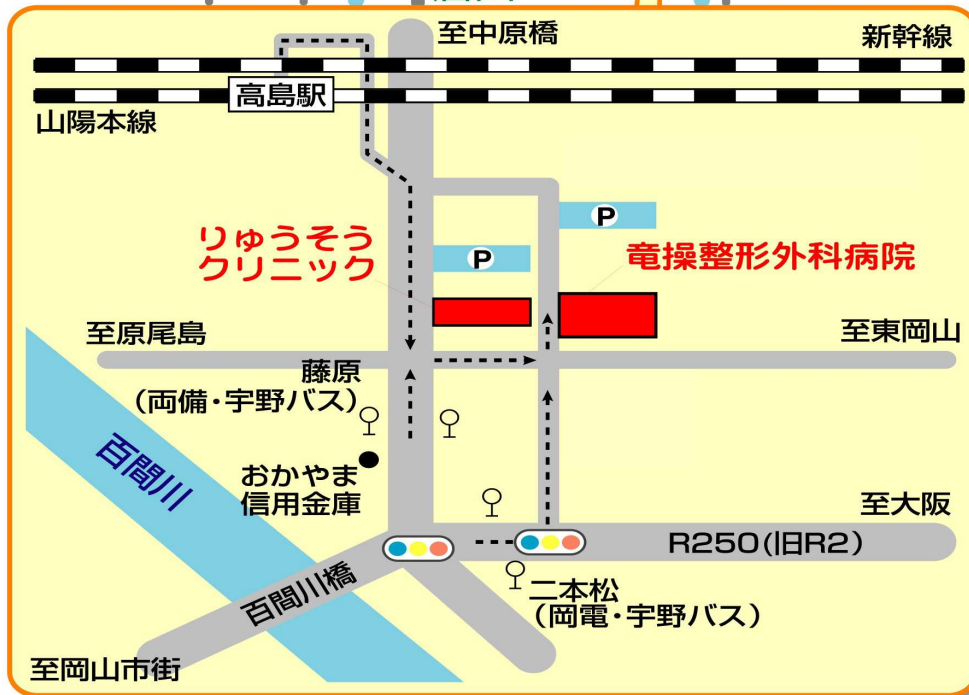 至中原橋
新幹線
高島駅
山陽本線
P
りゅうそう
クリニック
P
竜操整形外科病院
至原尾島
至東岡山
藤原
(両備・宇野バス)
百間川
おかやま
信用金庫
至大阪
R250(旧R2)
百間川橋
二本松
(岡電・宇野バス)
至岡山市街